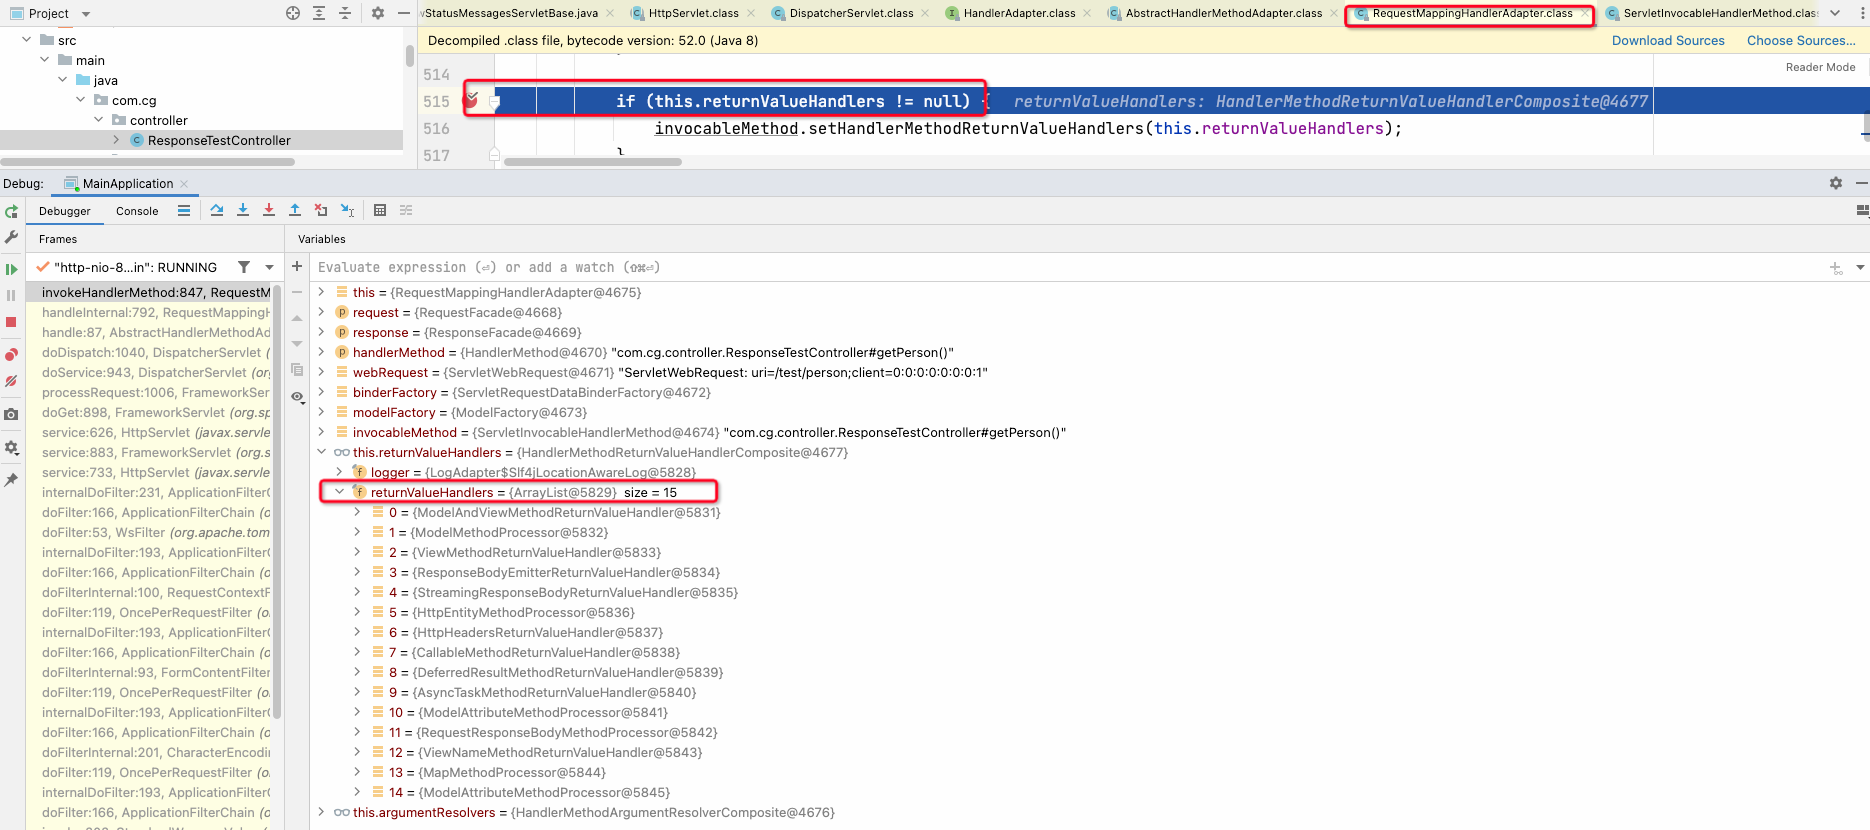 Project
wStatusMessagesServletBase.java
HttpServlet.class
DispatcherServlet.class
HandlerAdapter.class
AbstractHandlerMethodAdapter.class
RequestMappingHandlerAdapter.class
ServletInvocableHandlerMethod.clas
src
main
java
com.cg
controller
ResponseTestController
Decompiled .class file, bytecode version: 52.0 (Java 8)
Download Sources
Choose Sources...
Reader Mode
514
515 if (this.returnValueHandlers != null) { returnValueHandlers: HandlerMethodReturnValueHandlerComposite@4677
516 invocableMethod.setHandlerMethodReturnValueHandlers(this.returnValueHandlers);
517 }
Debug:
MainApplication
Debugger
Console
Frames
Variables
"http-nio-8...in": RUNNING
invokeHandlerMethod:847, RequestM
handleInternal:792, RequestMappingH
handle:87, AbstractHandlerMethodAd
doDispatch:1040, DispatcherServlet (
doService:943, DispatcherServlet (or
processRequest:1006, FrameworkServ
doGet:898, FrameworkServlet (org.sp
service:626, HttpServlet (javax.servle
service:883, FrameworkServlet (org.s
service:733, HttpServlet (javax.servle
internalDoFilter:231, ApplicationFilter
doFilter:166, ApplicationFilterChain (o
doFilter:53, WsFilter (org.apache.tom
internalDoFilter:193, ApplicationFilter
doFilter:166, ApplicationFilterChain (o
doFilterInternal:100, RequestContextF
doFilter:119, OncePerRequestFilter (o
internalDoFilter:193, ApplicationFilter
doFilter:166, ApplicationFilterChain (o
doFilterInternal:93, FormContentFilter
doFilter:119, OncePerRequestFilter (o
internalDoFilter:193, ApplicationFilter
doFilter:166, ApplicationFilterChain (o
doFilterInternal:201, CharacterEncodin
doFilter:119, OncePerRequestFilter (o
internalDoFilter:193, ApplicationFilter
doFilter:166, ApplicationFilterChain (o
Evaluate expression (⏎) or add a watch (⇧⌘⏎)
this = {RequestMappingHandlerAdapter@4675}
request = {RequestFacade@4668}
response = {ResponseFacade@4669}
handlerMethod = {HandlerMethod@4670} "com.cg.controller.ResponseTestController#getPerson()"
webRequest = {ServletWebRequest@4671} "ServletWebRequest: uri=/test/person;client=0:0:0:0:0:0:0:1"
binderFactory = {ServletRequestDataBinderFactory@4672}
modelFactory = {ModelFactory@4673}
invocableMethod = {ServletInvocableHandlerMethod@4674} "com.cg.controller.ResponseTestController#getPerson()"
this.returnValueHandlers = {HandlerMethodReturnValueHandlerComposite@4677}
logger = {LogAdapter$Slf4jLocationAwareLog@5828}
returnValueHandlers = {ArrayList@5829} size = 15
0 = {ModelAndViewMethodReturnValueHandler@5831}
1 = {ModelMethodProcessor@5832}
2 = {ViewMethodReturnValueHandler@5833}
3 = {ResponseBodyEmitterReturnValueHandler@5834}
4 = {StreamingResponseBodyReturnValueHandler@5835}
5 = {HttpEntityMethodProcessor@5836}
6 = {HttpHeadersReturnValueHandler@5837}
7 = {CallableMethodReturnValueHandler@5838}
8 = {DeferredResultMethodReturnValueHandler@5839}
9 = {AsyncTaskMethodReturnValueHandler@5840}
10 = {ModelAttributeMethodProcessor@5841}
11 = {RequestResponseBodyMethodProcessor@5842}
12 = {ViewNameMethodReturnValueHandler@5843}
13 = {MapMethodProcessor@5844}
14 = {ModelAttributeMethodProcessor@5845}
this.argumentResolvers = {HandlerMethodArgumentResolverComposite@4676}